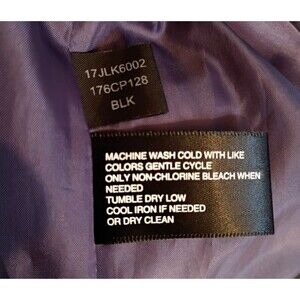 17JLK6002
176CP128
BLK
MACHINE WASH COLD WITH LIKE
COLORS GENTLE CYCLE
ONLY NON-CHLORINE BLEACH WHEN
NEEDED
TUMBLE DRY LOW
COOL IRON IF NEEDED
OR DRY CLEAN